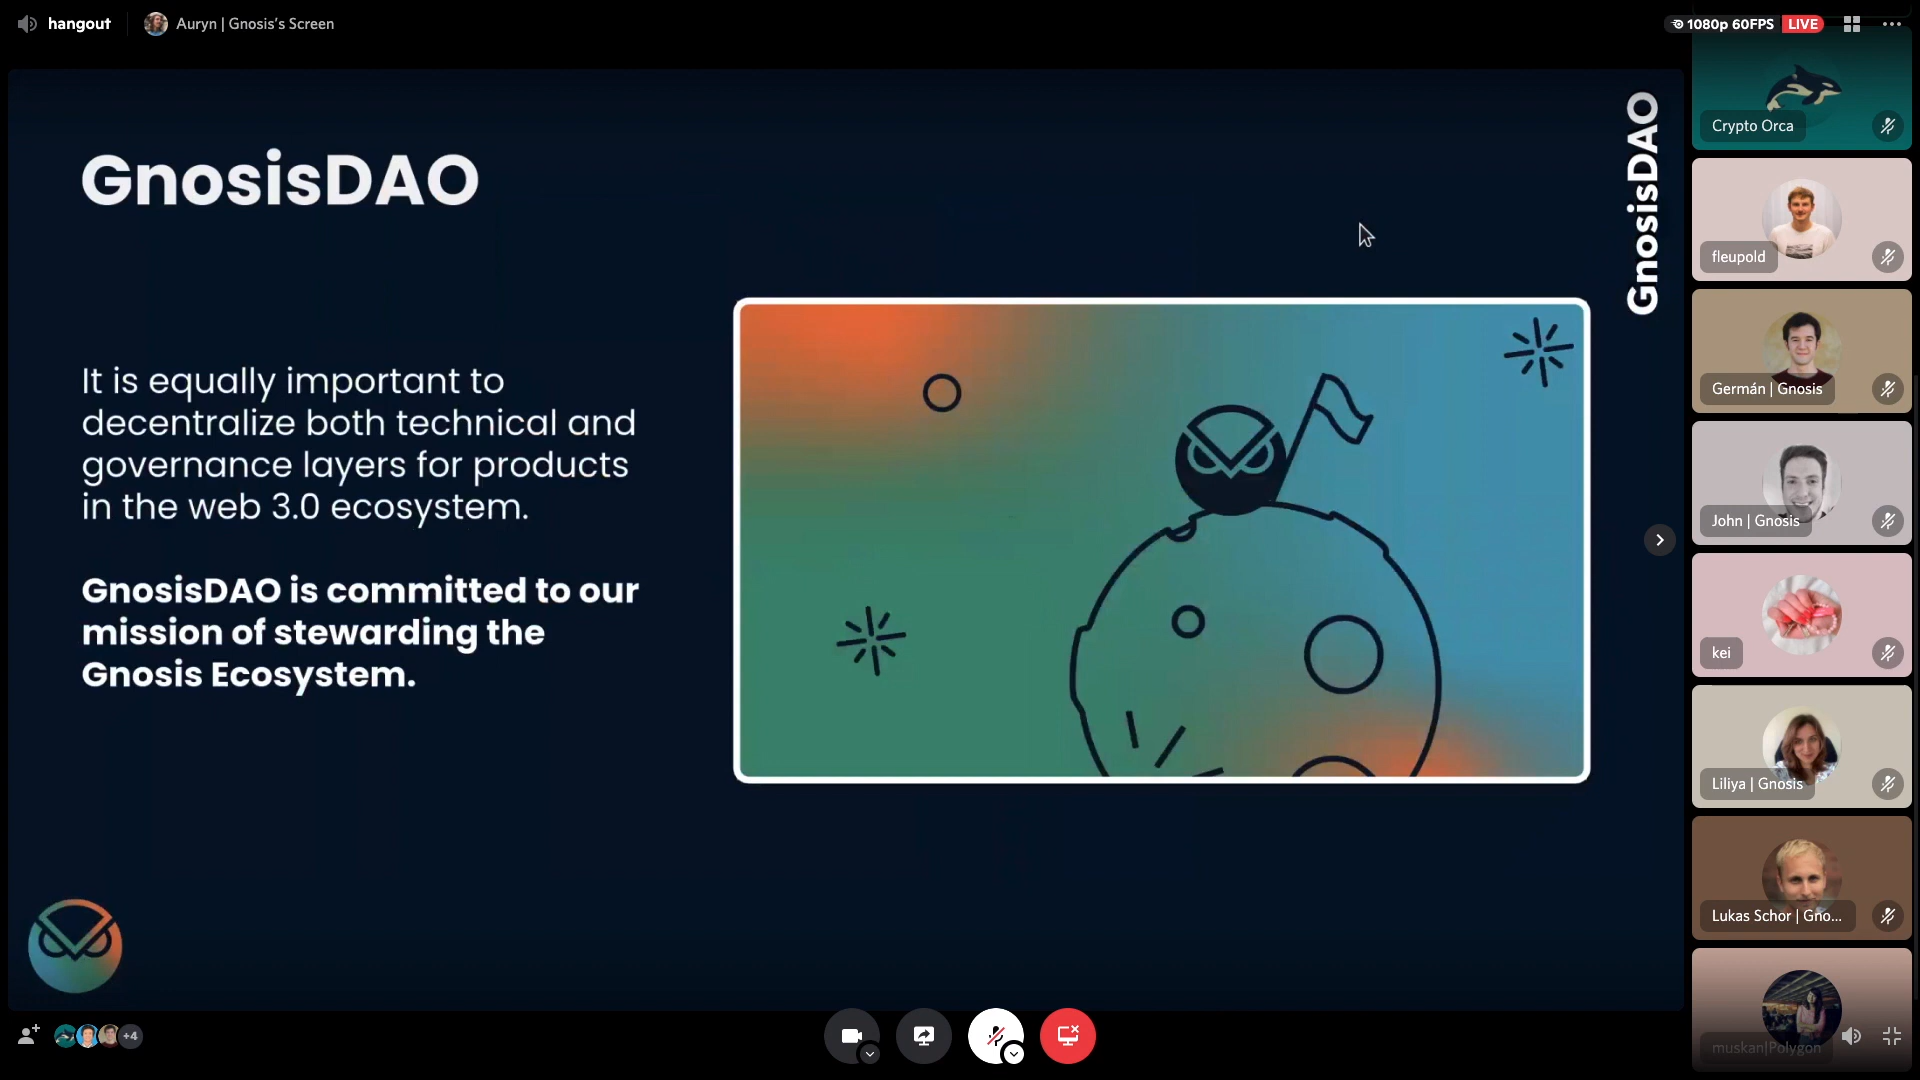 hangout
Auryn | Gnosis's Screen
1080p 60FPS
LIVE
GnosisDAO
GnosisDAO
It is equally important to
decentralize both technical and
governance layers for products
in the web 3.0 ecosystem.
GnosisDAO is committed to our
mission of stewarding the
Gnosis Ecosystem.
Crypto Orca
fleupold
Germán | Gnosis
John | Gnosis
kei
Liliya | Gnosis
Lukas Schor | Gno...
muskan|Polygon
+4